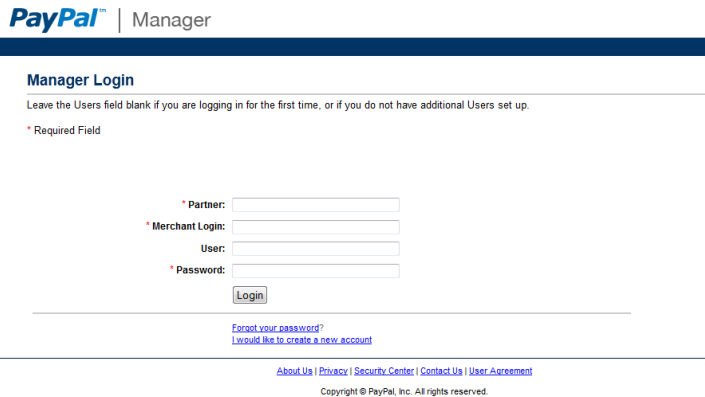 PayPal™ | Manager
Manager Login
Leave the Users field blank if you are logging in for the first time, or if you do not have additional Users set up.
* Required Field
* Partner:
* Merchant Login:
User:
* Password:
Login
Forgot your password?
I would like to create a new account
About Us | Privacy | Security Center | Contact Us | User Agreement
Copyright © PayPal, Inc. All rights reserved.